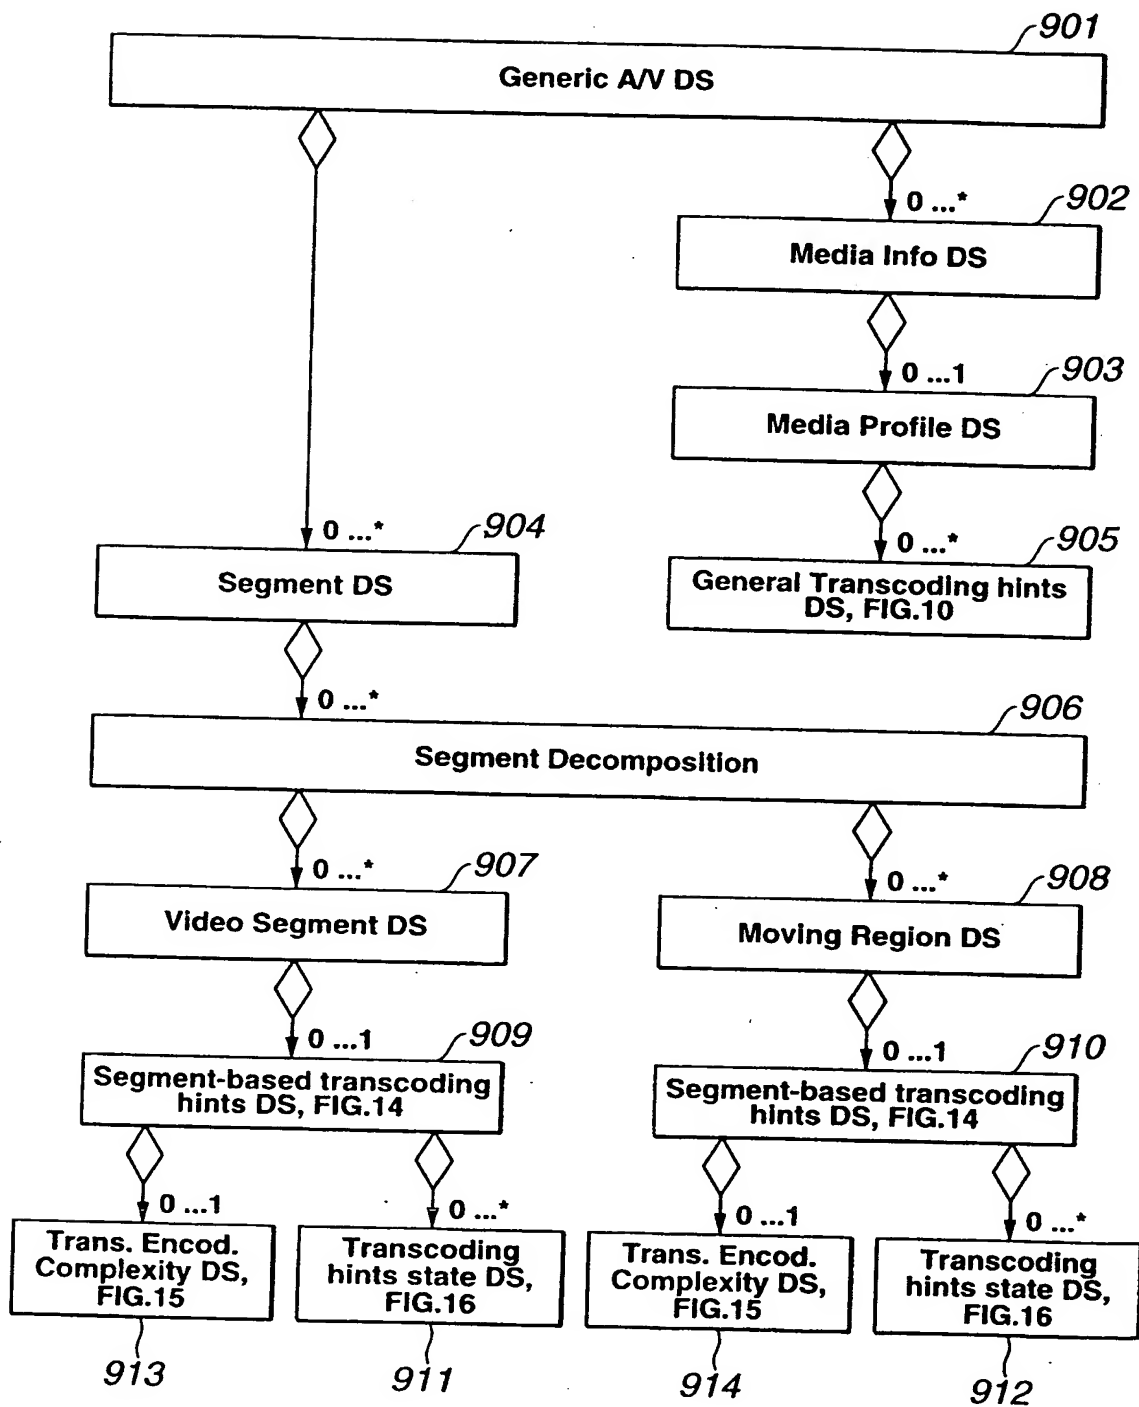 901
Generic A/V DS
0 ...*
902
Media Info DS
0 ...1
903
Media Profile DS
0 ...*
904
Segment DS
0 ...*
905
General Transcoding hints
DS, FIG.10
0 ...*
906
Segment Decomposition
0 ...*
907
Video Segment DS
0 ...*
908
Moving Region DS
0 ...1
909
Segment-based transcoding
hints DS, FIG.14
0 ...1
910
Segment-based transcoding
hints DS, FIG.14
0 ...1
Trans. Encod.
Complexity DS,
FIG.15
913
0 ...*
Transcoding
hints state DS,
FIG.16
911
0 ...1
Trans. Encod.
Complexity DS,
FIG.15
914
0 ...*
Transcoding
hints state DS,
FIG.16
912